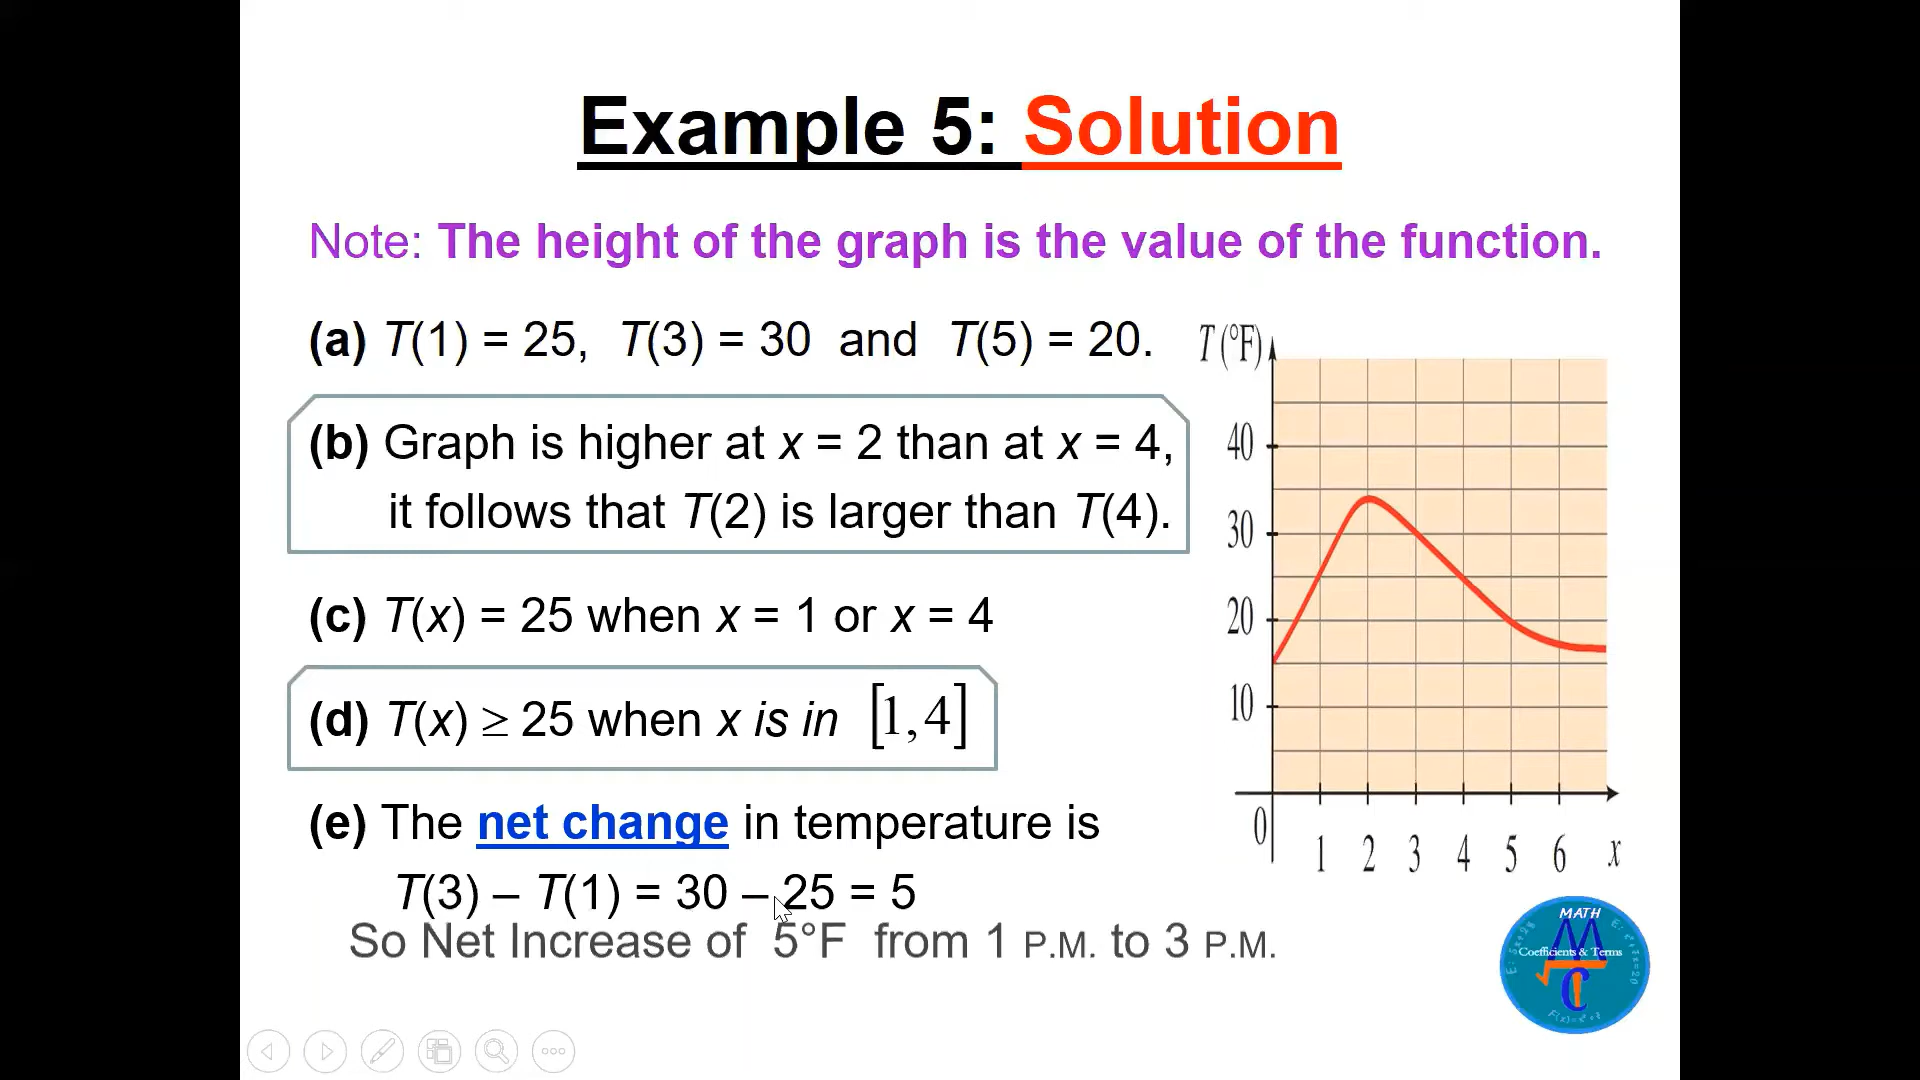 Example 5: Solution
Note: The height of the graph is the value of the function.
(a) T(1) = 25, T(3) = 30 and T(5) = 20.
(b) Graph is higher at x = 2 than at x = 4,
it follows that T(2) is larger than T(4).
(c) T(x) = 25 when x = 1 or x = 4
(d) T(x) ≥ 25 when x is in [1,4]
(e) The net change in temperature is
T(3) – T(1) = 30 – 25 = 5
So Net Increase of 5°F from 1 P.M. to 3 P.M.
T (°F)
40
30
20
10
0
1 2 3 4 5 6 x
MATH
Coefficients & Terms